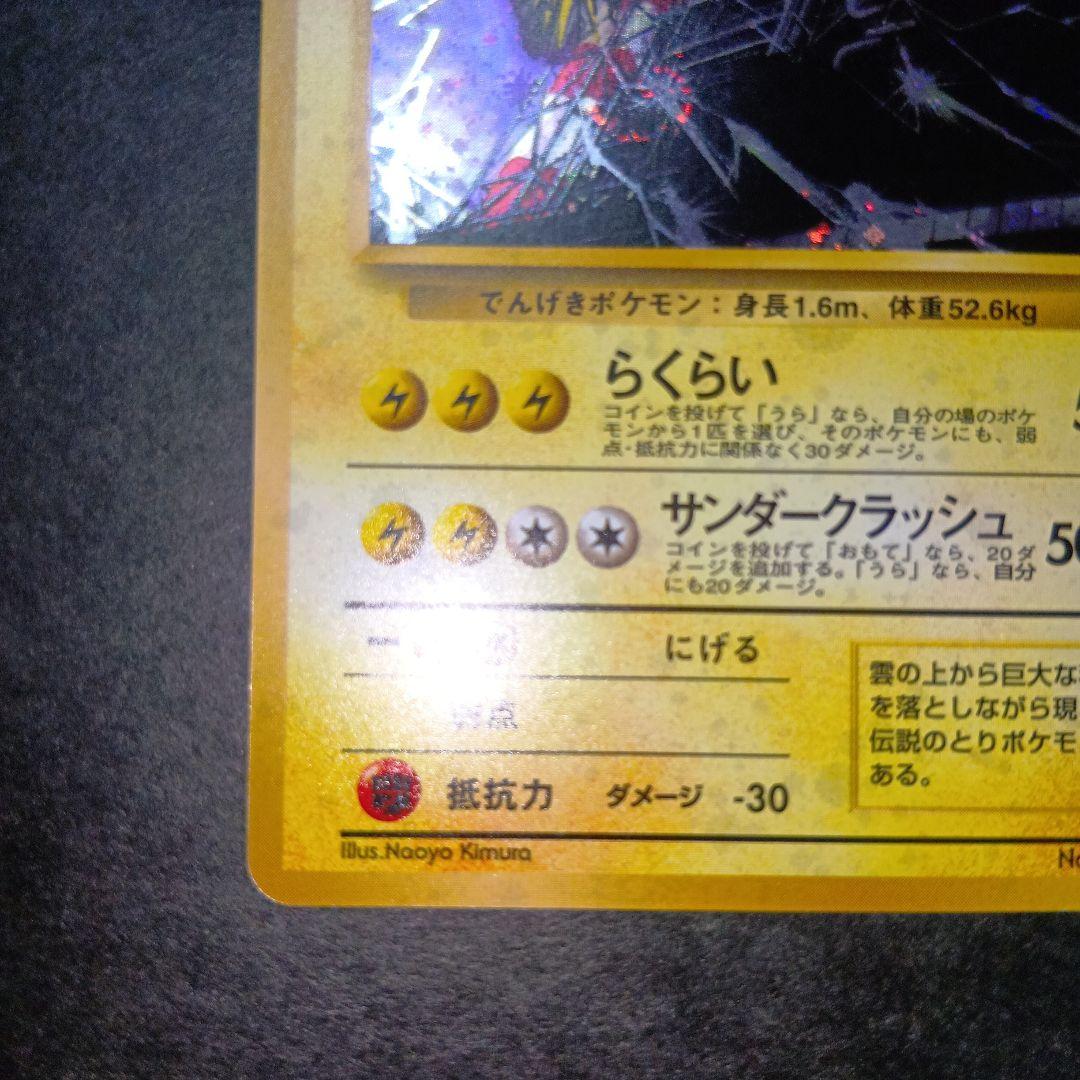 でんげきポケモン：身長1.6m、体重52.6kg
らくらい
コインを投げて「うら」なら、自分の場のポケ
モンから1匹を選び、そのポケモンにも、弱
点・抵抗力に関係なく30ダメージ。
サンダークラッシュ
コインを投げて「おもて」なら、20ダ
メージを追加する。「うら」なら、自分
にも20ダメージ。
にげる
弱点
抵抗力 ダメージ -30
雲の上から巨大な
を落としながら現
伝説のとりポケモ
ある。
Illus.Naoyo Kimura